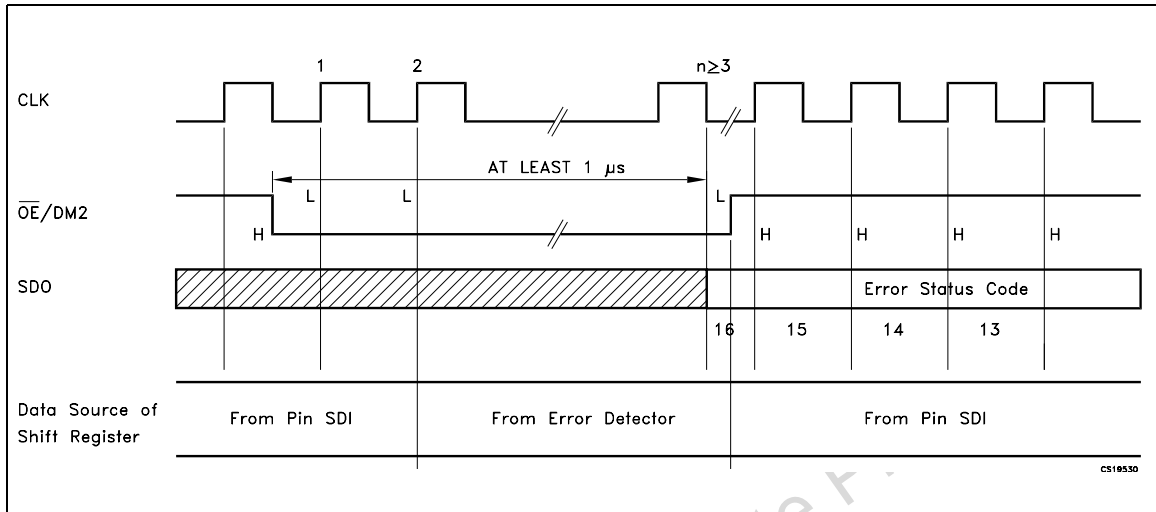 1 2 n≥3
CLK
AT LEAST 1 µs
L L L
OE/DM2
H H H H H
SDO
Error Status Code
16 15 14 13
Data Source of
Shift Register
From Pin SDI From Error Detector From Pin SDI
CS19530